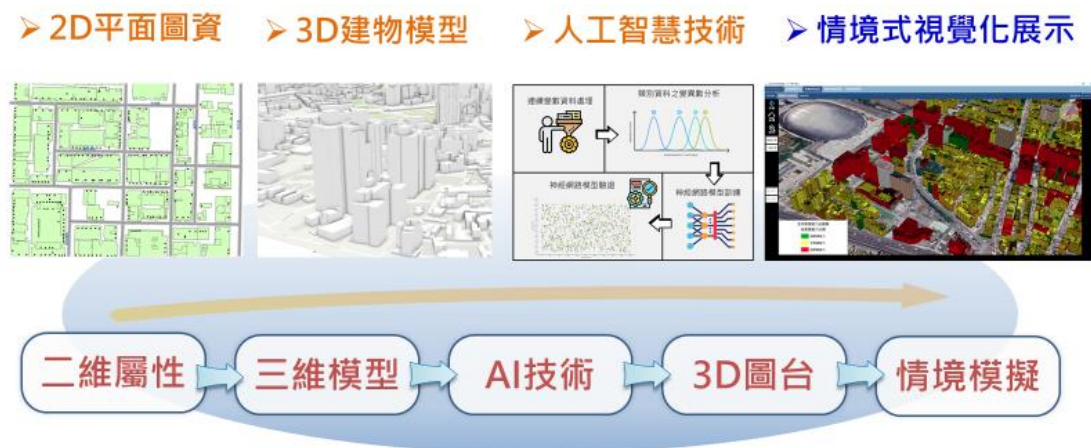 ➢ 2D平面圖資
➢ 3D建物模型
➢ 人工智慧技術
➢ 情境式視覺化展示
連續變數資料處理
類別資料之變異數分析
神經網路模型驗證
神經網路模型訓練
二維屬性
三維模型
AI技術
3D圖台
情境模擬